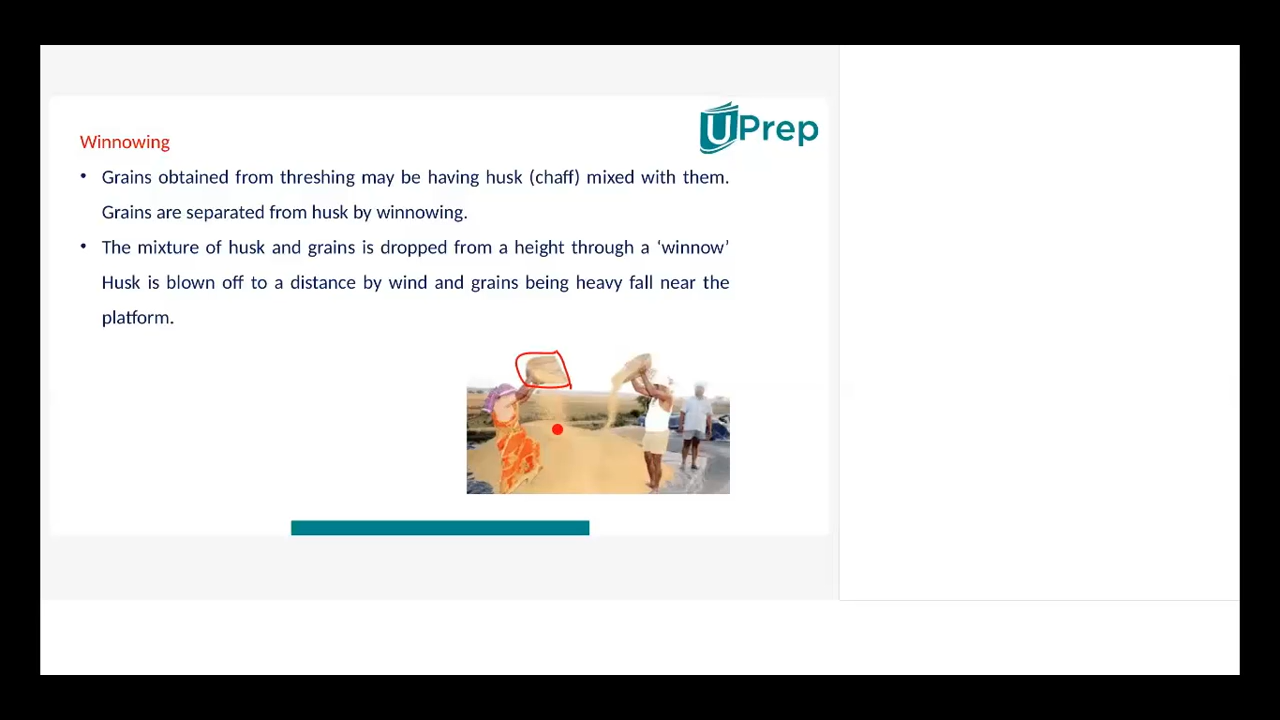 UPrep
Winnowing
• Grains obtained from threshing may be having husk (chaff) mixed with them.
Grains are separated from husk by winnowing.
• The mixture of husk and grains is dropped from a height through a ‘winnow’
Husk is blown off to a distance by wind and grains being heavy fall near the
platform.